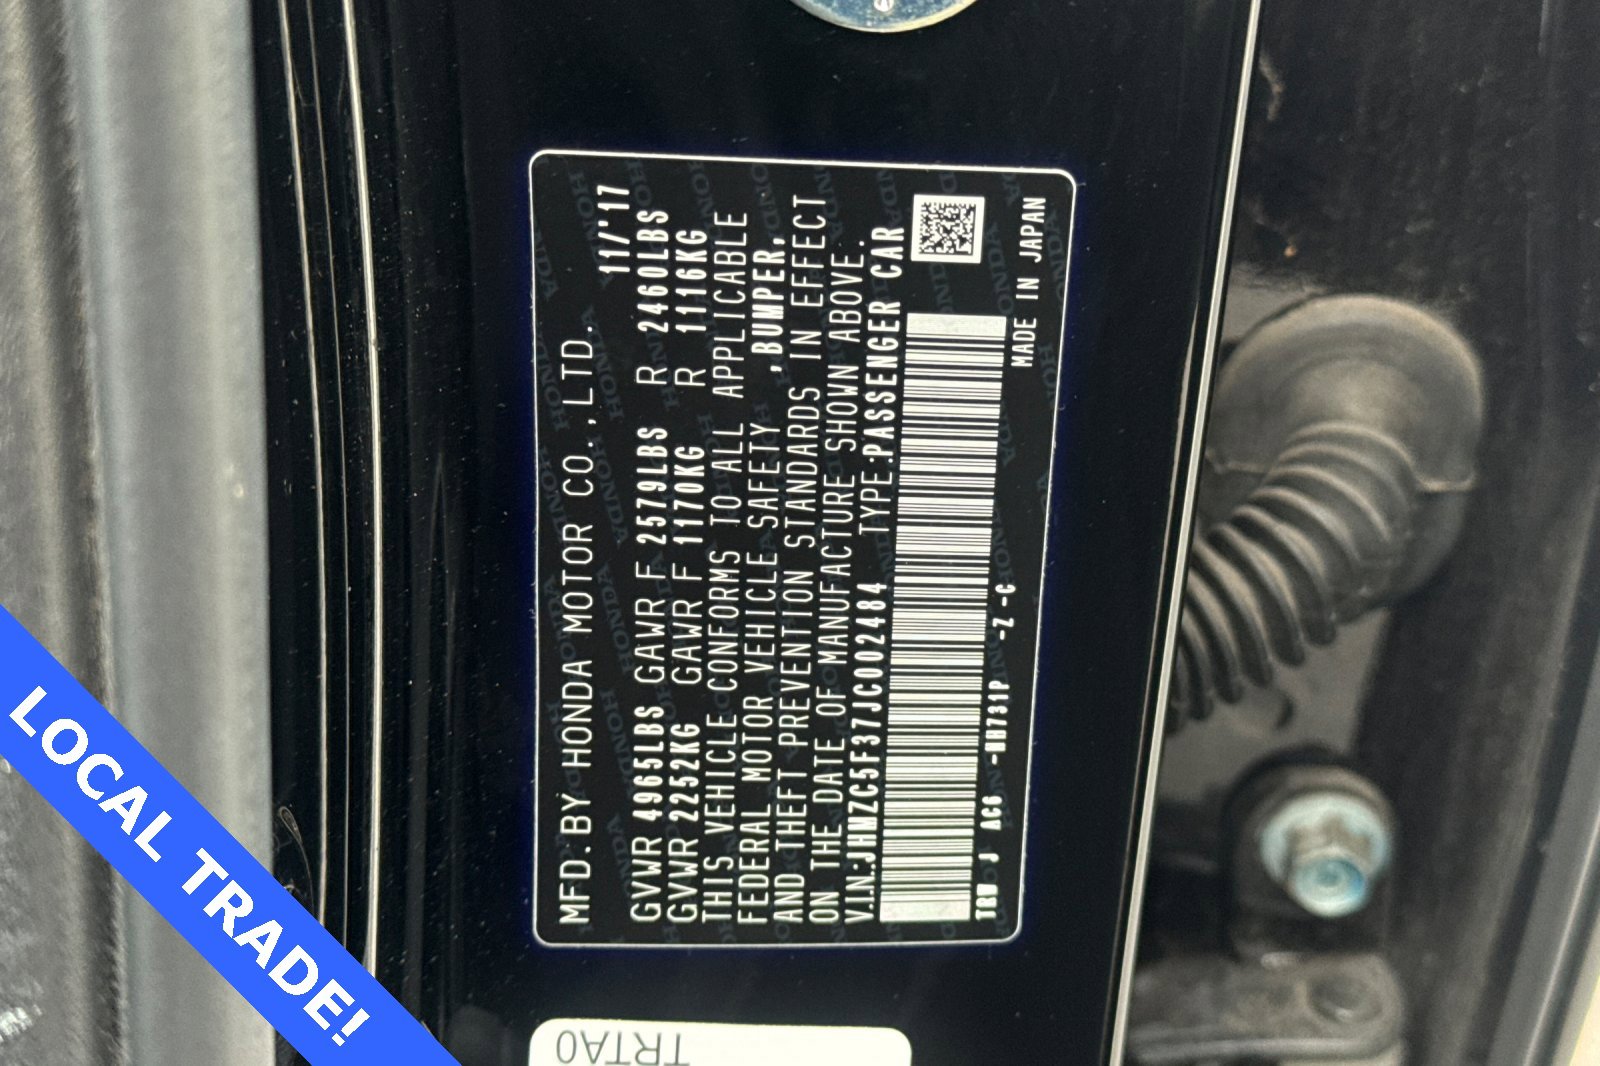 MFD. BY HONDA MOTOR CO., LTD. 11/'17
GVWR 4965LBS GAWR F 2579LBS R 2460LBS
GVWR 2252KG GAWR F 1170KG R 1116KG
THIS VEHICLE CONFORMS TO ALL APPLICABLE
FEDERAL MOTOR VEHICLE SAFETY ,BUMPER,
AND THEFT PREVENTION STANDARDS IN EFFECT
ON THE DATE OF MANUFACTURE SHOWN ABOVE.
V.I.N.:JHMZC5F37JC002484 TYPE:PASSENGER CAR
TRW J AC6 -NH731P -Z -C MADE IN JAPAN
TRTA0
LOCAL TRADE!